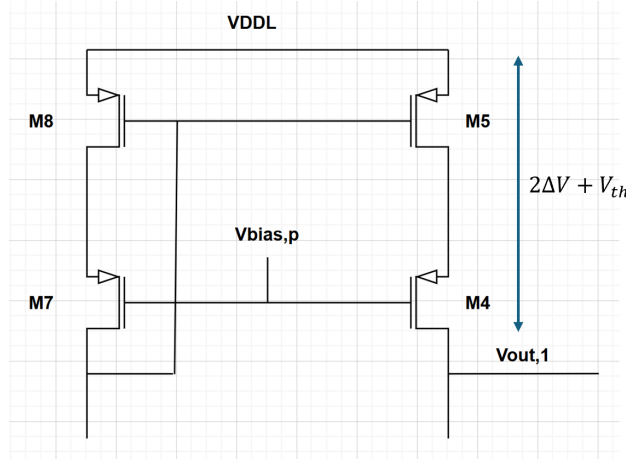 VDDL
M8
M5
2ΔV + V_th
Vbias,p
M7
M4
Vout,1